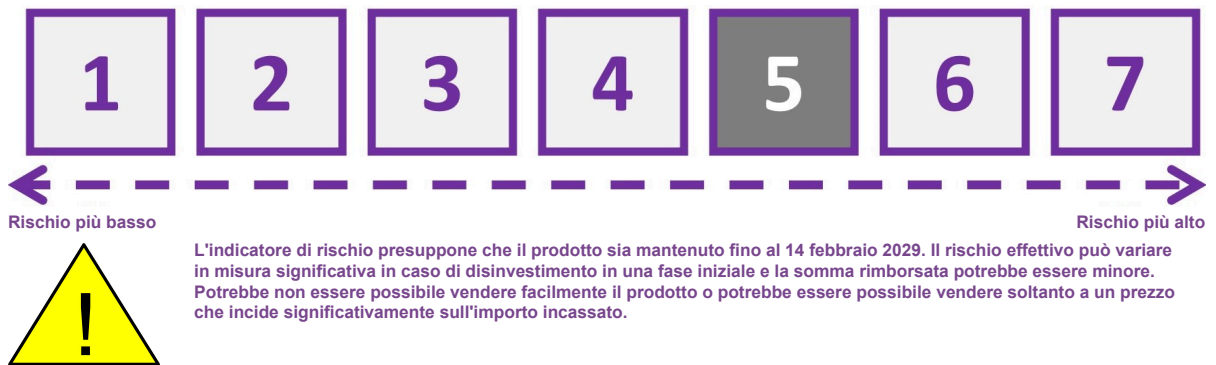 1 2 3 4 5 6 7
Rischio più basso Rischio più alto
L'indicatore di rischio presuppone che il prodotto sia mantenuto fino al 14 febbraio 2029. Il rischio effettivo può variare
in misura significativa in caso di disinvestimento in una fase iniziale e la somma rimborsata potrebbe essere minore.
Potrebbe non essere possibile vendere facilmente il prodotto o potrebbe essere possibile vendere soltanto a un prezzo
che incide significativamente sull'importo incassato.
!